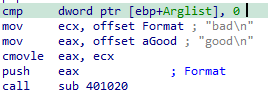 cmp dword ptr [ebp+Arglist], 0
mov ecx, offset Format ; "bad\n"
mov eax, offset aGood ; "good\n"
cmovle eax, ecx
push eax ; Format
call sub_401020